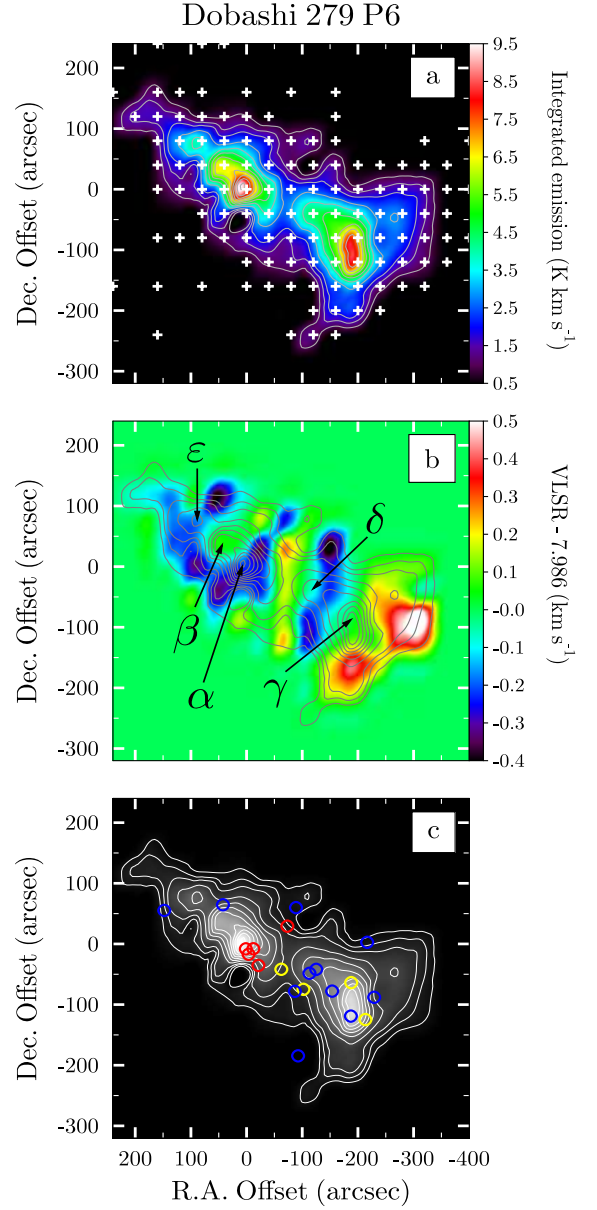 Dobashi 279 P6
a
200
100
0
-100
-200
-300
Dec. Offset (arcsec)
9.5
8.5
7.5
6.5
5.5
4.5
3.5
2.5
1.5
0.5
Integrated emission (K km s⁻¹)
b
ε
δ
β
α
γ
200
100
0
-100
-200
-300
Dec. Offset (arcsec)
0.5
0.4
0.3
0.2
0.1
-0.0
-0.1
-0.2
-0.3
-0.4
VLSR - 7.986 (km s⁻¹)
c
200
100
0
-100
-200
-300
Dec. Offset (arcsec)
200 100 0 -100 -200 -300 -400
R.A. Offset (arcsec)